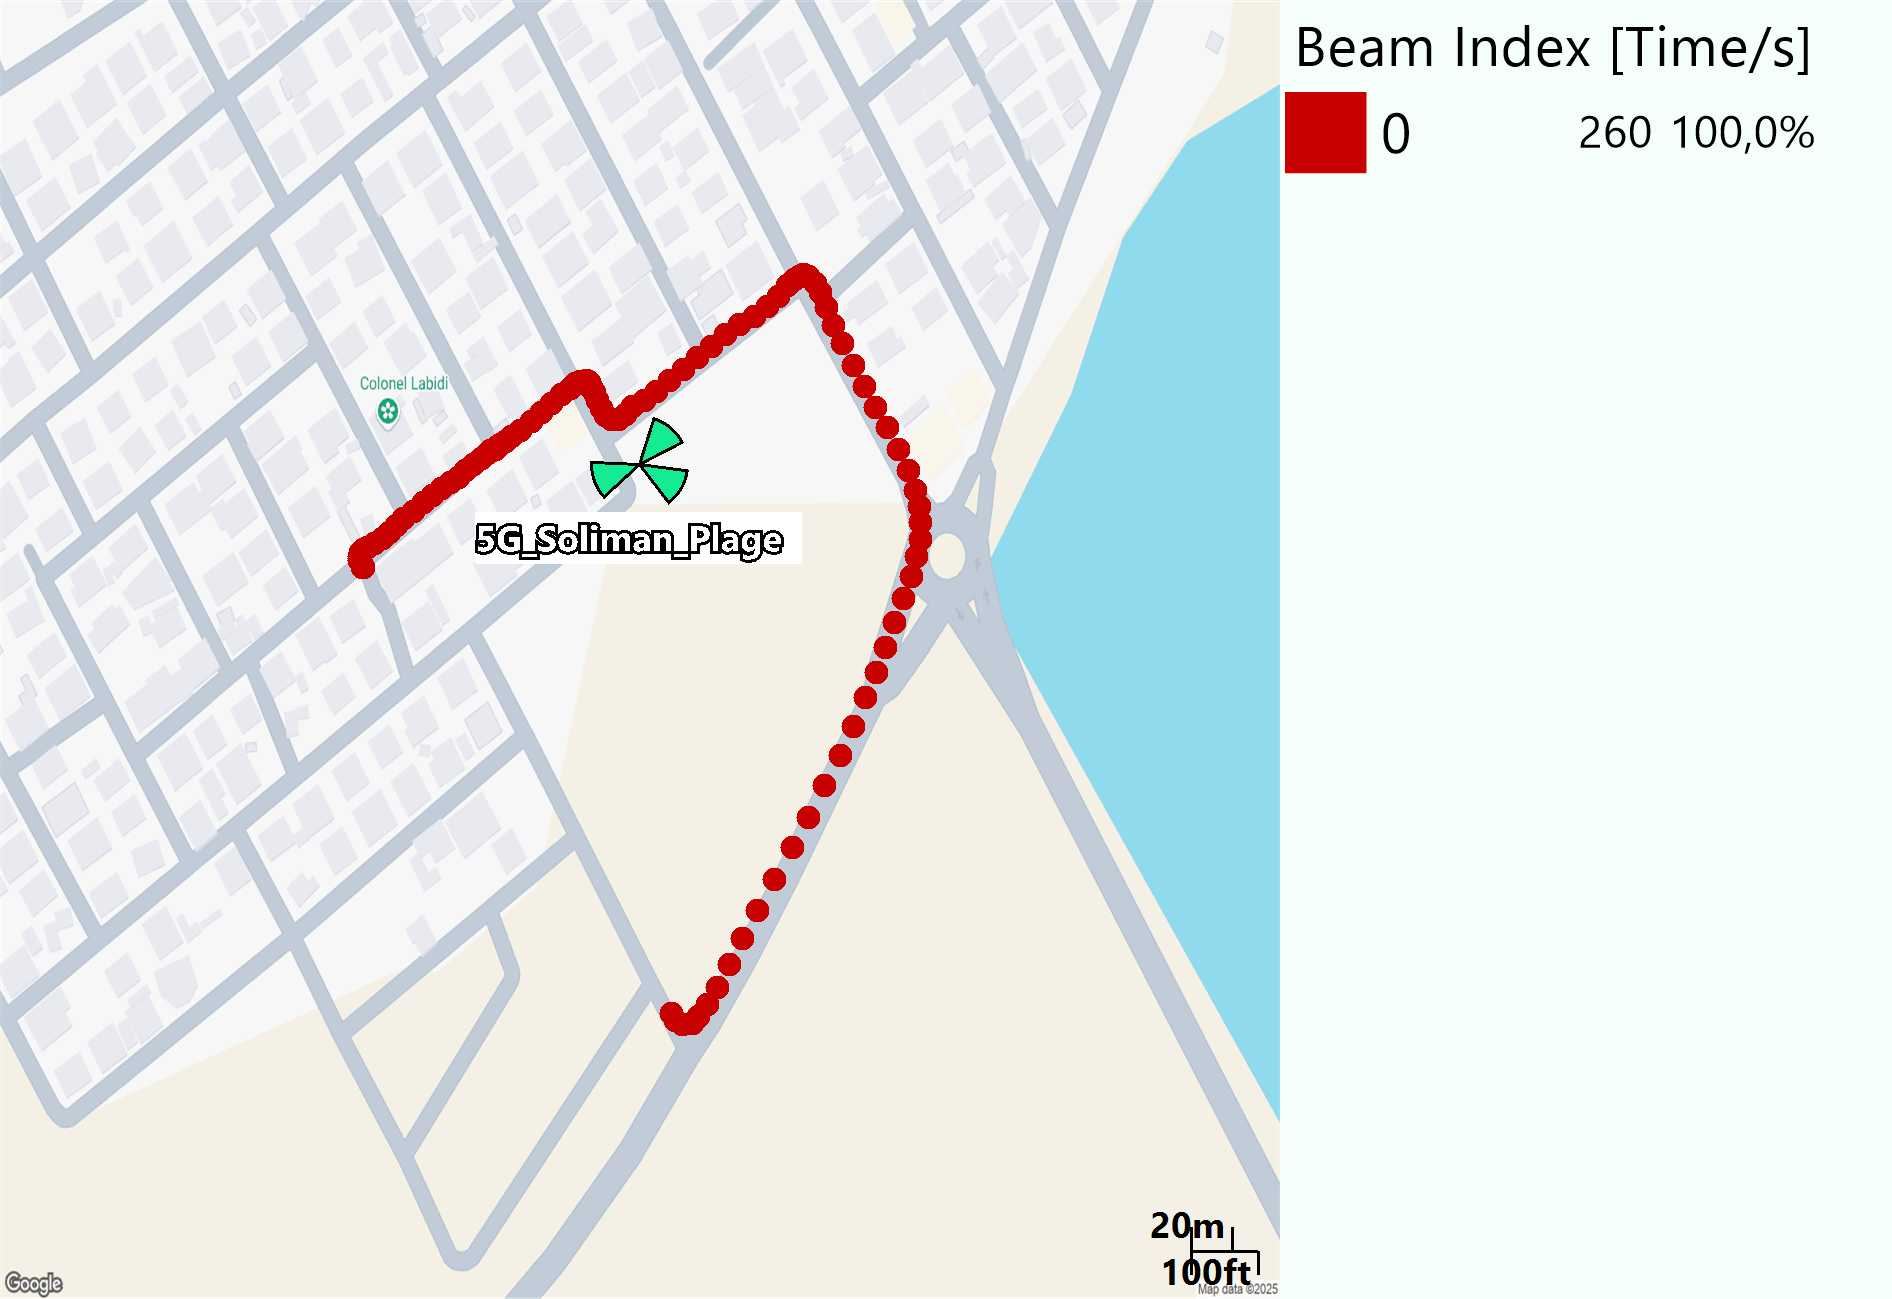 Beam Index [Time/s]
0 260 100,0%
Colonel Labidi
5G_Soliman_Plage
20m
100ft
Google
Map data ©2025